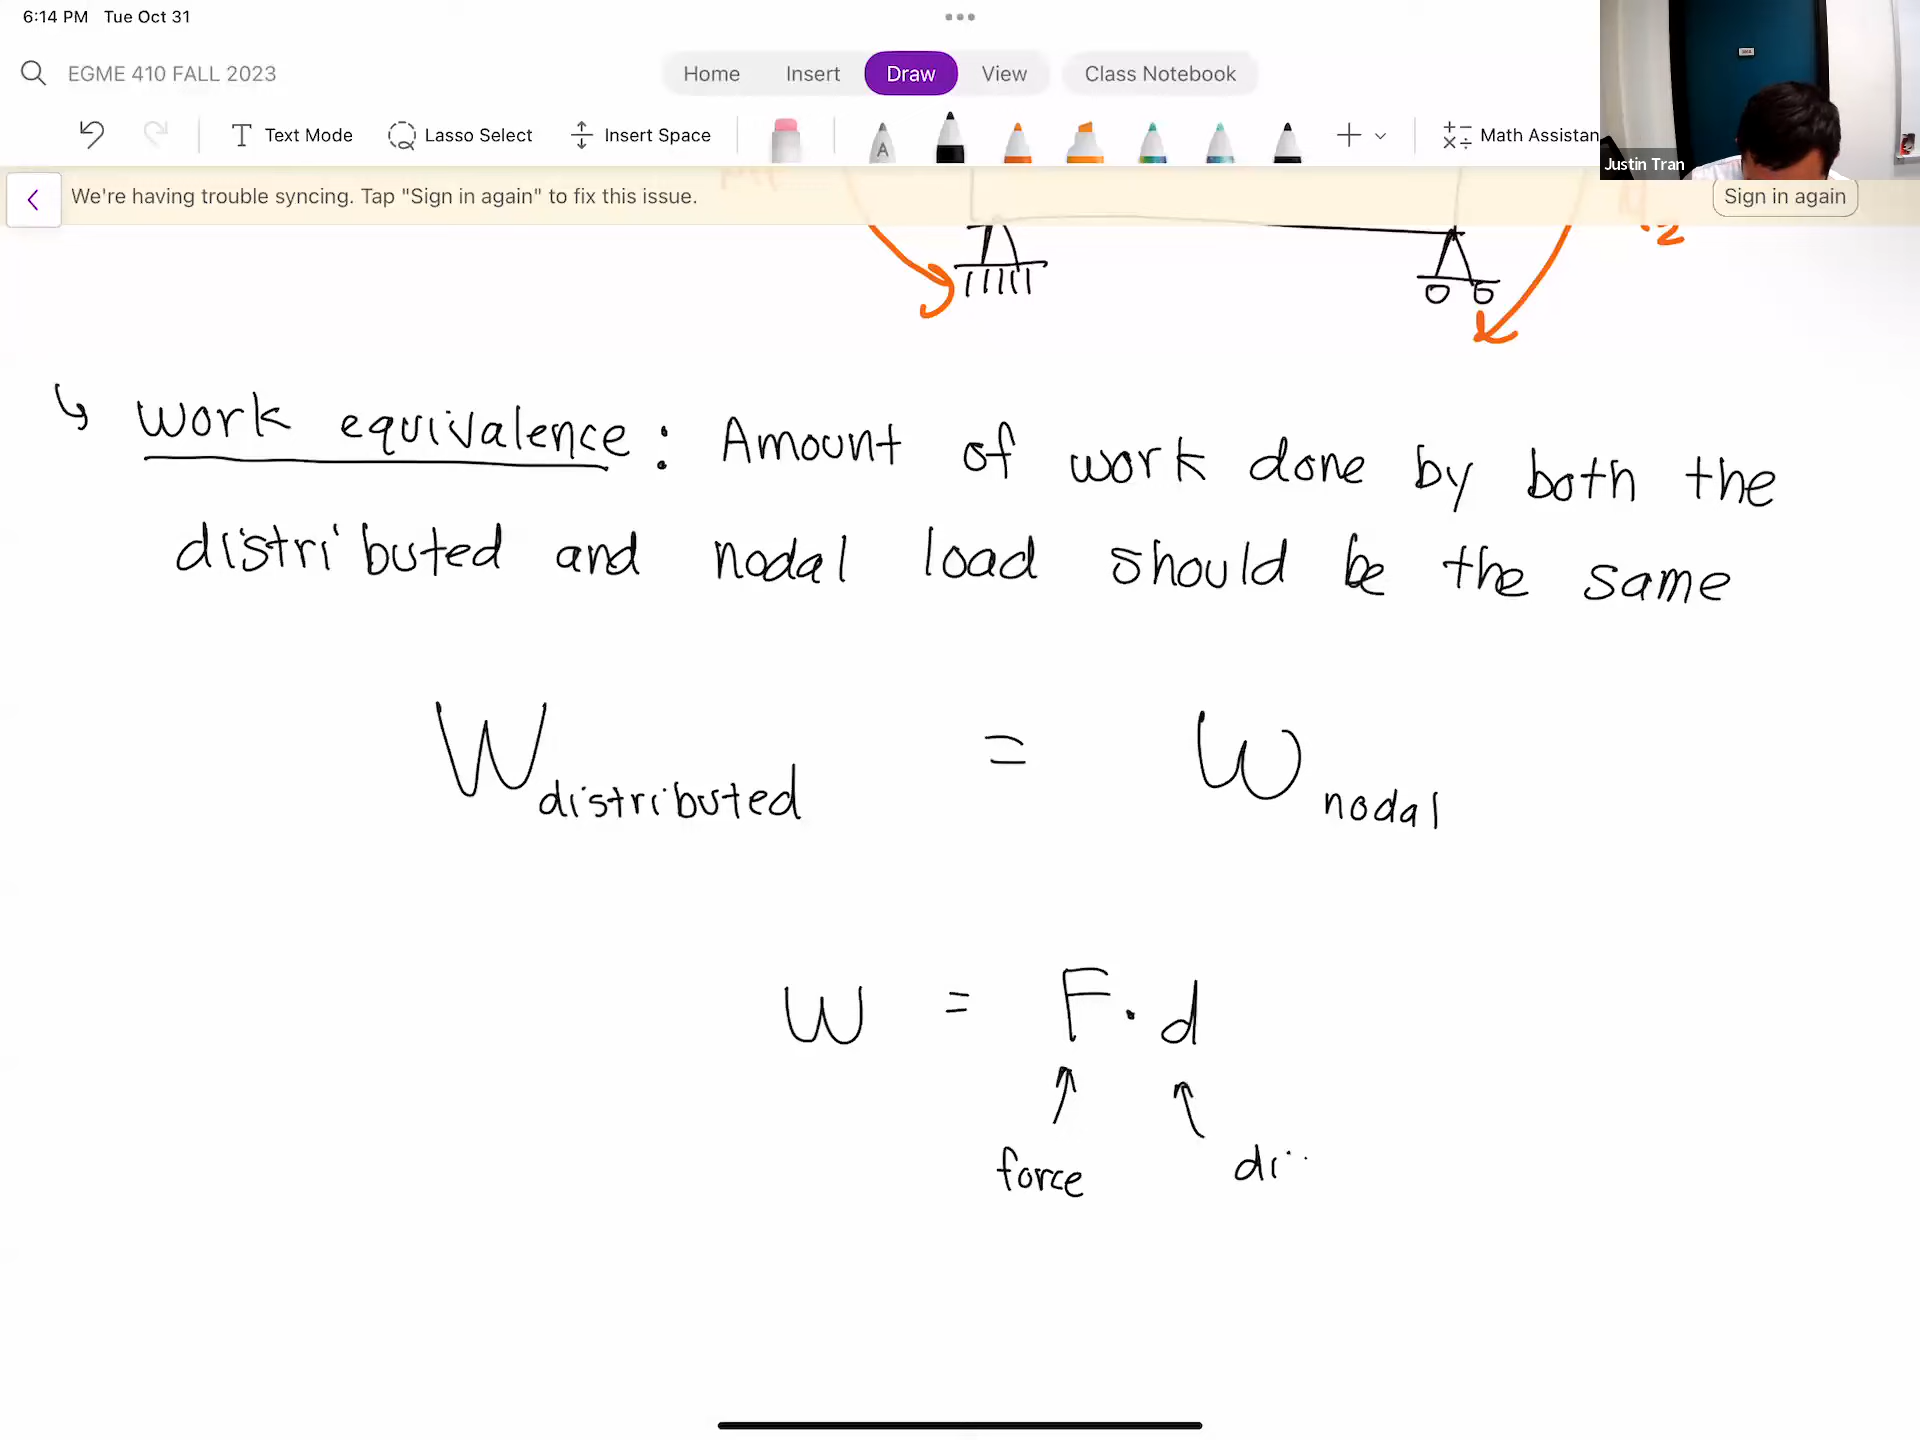 6:14 PM Tue Oct 31
EGME 410 FALL 2023
Home Insert Draw View Class Notebook
Text Mode Lasso Select Insert Space A Math Assistan
Justin Tran
We're having trouble syncing. Tap "Sign in again" to fix this issue. Sign in again
work equivalence: Amount of work done by both the
distributed and nodal load should be the same
W distributed = W nodal
W = F · d
force di